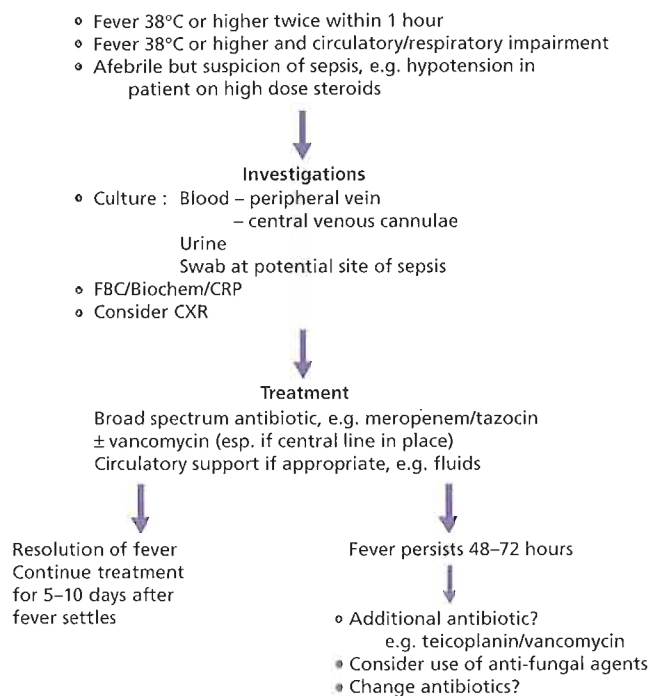 Fever 38°C or higher twice within 1 hour
Fever 38°C or higher and circulatory/respiratory impairment
Afebrile but suspicion of sepsis, e.g. hypotension in
patient on high dose steroids
Investigations
Culture : Blood – peripheral vein
– central venous cannulae
Urine
Swab at potential site of sepsis
FBC/Biochem/CRP
Consider CXR
Treatment
Broad spectrum antibiotic, e.g. meropenem/tazocin
± vancomycin (esp. if central line in place)
Circulatory support if appropriate, e.g. fluids
Resolution of fever
Continue treatment
for 5–10 days after
fever settles
Fever persists 48–72 hours
Additional antibiotic?
e.g. teicoplanin/vancomycin
Consider use of anti-fungal agents
Change antibiotics?